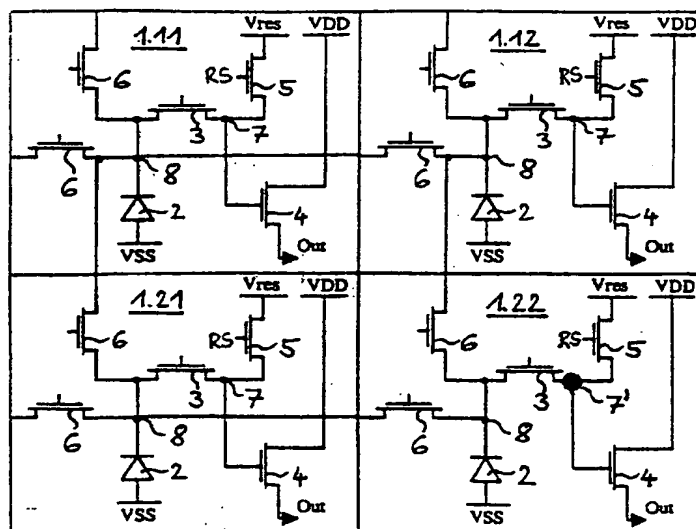 1.11 Vres VDD 1.12 Vres VDD
6 RS 5 6 RS 5
3 7 3 7
6 8 6 8
2 4 2 4
VSS Out VSS Out
1.21 Vres VDD 1.22 Vres VDD
6 RS 5 6 RS 5
3 7 3 7'
6 8 6 8
2 4 2 4
VSS Out VSS Out